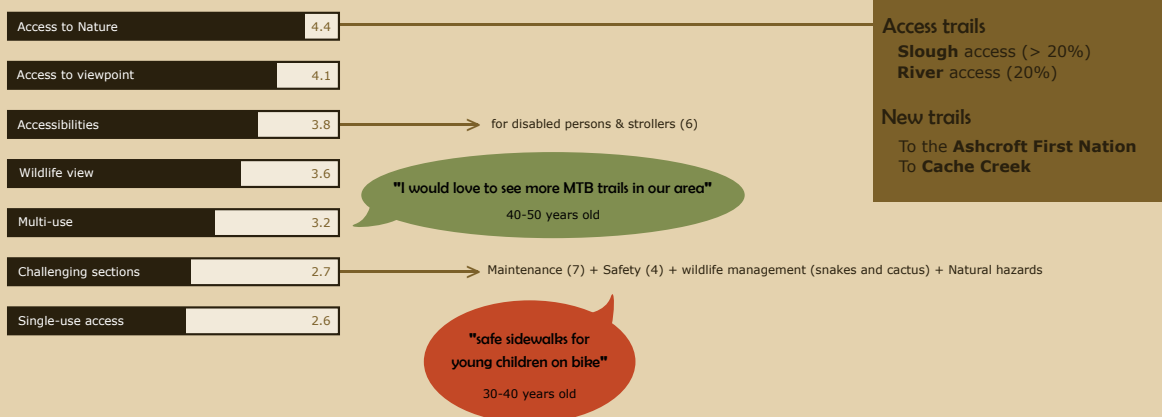 Access to Nature 4.4
Access to viewpoint 4.1
Accessibilities 3.8
for disabled persons & strollers (6)
Wildlife view 3.6
"I would love to see more MTB trails in our area"
40-50 years old
Multi-use 3.2
Challenging sections 2.7
Maintenance (7) + Safety (4) + wildlife management (snakes and cactus) + Natural hazards
Single-use access 2.6
"safe sidewalks for
young children on bike"
30-40 years old
Access trails
Slough access (> 20%)
River access (20%)
New trails
To the Ashcroft First Nation
To Cache Creek